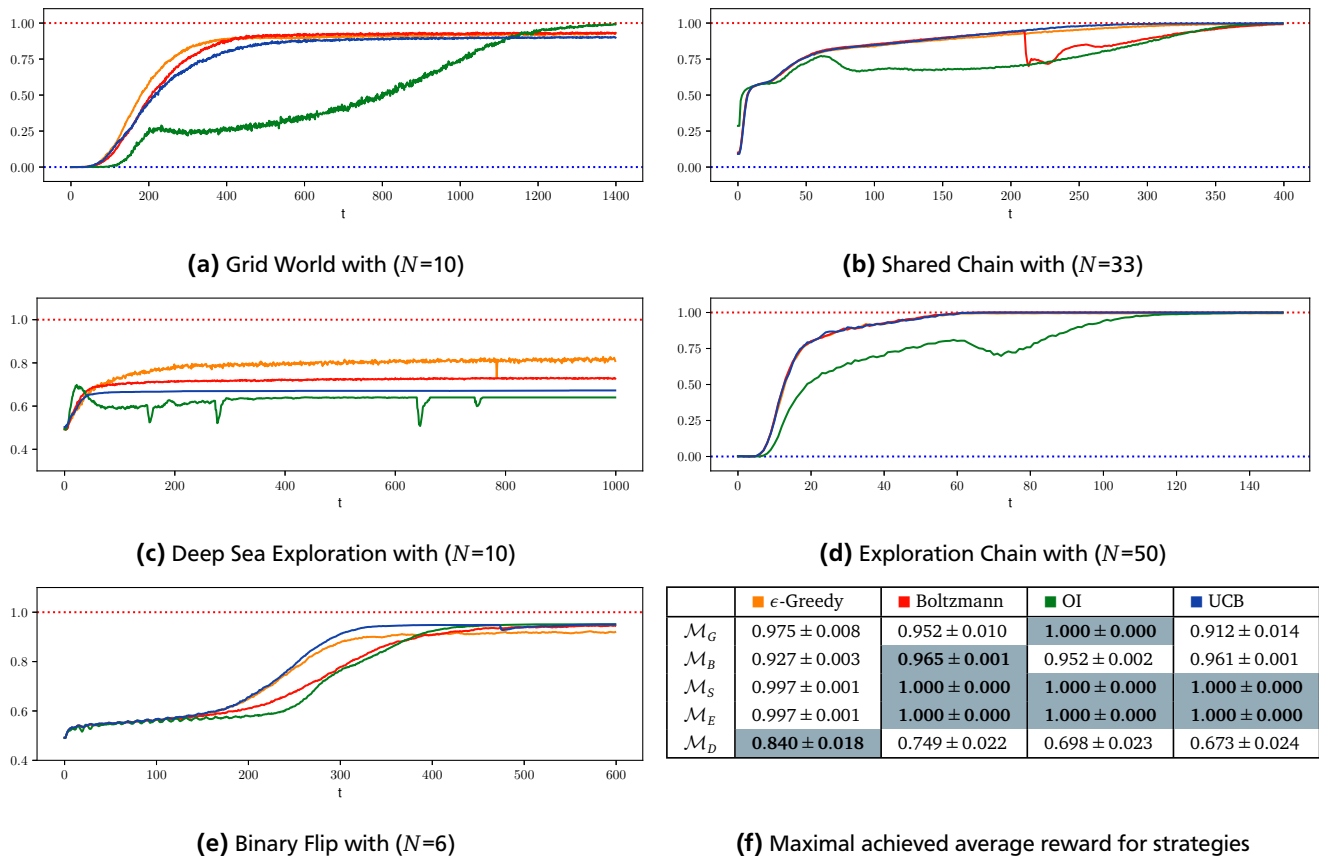 1.00
0.75
0.50
0.25
0.00
0 200 400 600 800 1000 1200 1400
t
(a) Grid World with (N=10)
1.00
0.75
0.50
0.25
0.00
0 50 100 150 200 250 300 350 400
t
(b) Shared Chain with (N=33)
1.0
0.8
0.6
0.4
0 200 400 600 800 1000
t
(c) Deep Sea Exploration with (N=10)
1.00
0.75
0.50
0.25
0.00
0 20 40 60 80 100 120 140
t
(d) Exploration Chain with (N=50)
1.0
0.8
0.6
0.4
0 100 200 300 400 500 600
t
(e) Binary Flip with (N=6)
ϵ-Greedy Boltzmann OI UCB
ℳG 0.975 ± 0.008 0.952 ± 0.010 1.000 ± 0.000 0.912 ± 0.014
ℳB 0.927 ± 0.003 0.965 ± 0.001 0.952 ± 0.002 0.961 ± 0.001
ℳS 0.997 ± 0.001 1.000 ± 0.000 1.000 ± 0.000 1.000 ± 0.000
ℳE 0.997 ± 0.001 1.000 ± 0.000 1.000 ± 0.000 1.000 ± 0.000
ℳD 0.840 ± 0.018 0.749 ± 0.022 0.698 ± 0.023 0.673 ± 0.024
(f) Maximal achieved average reward for strategies